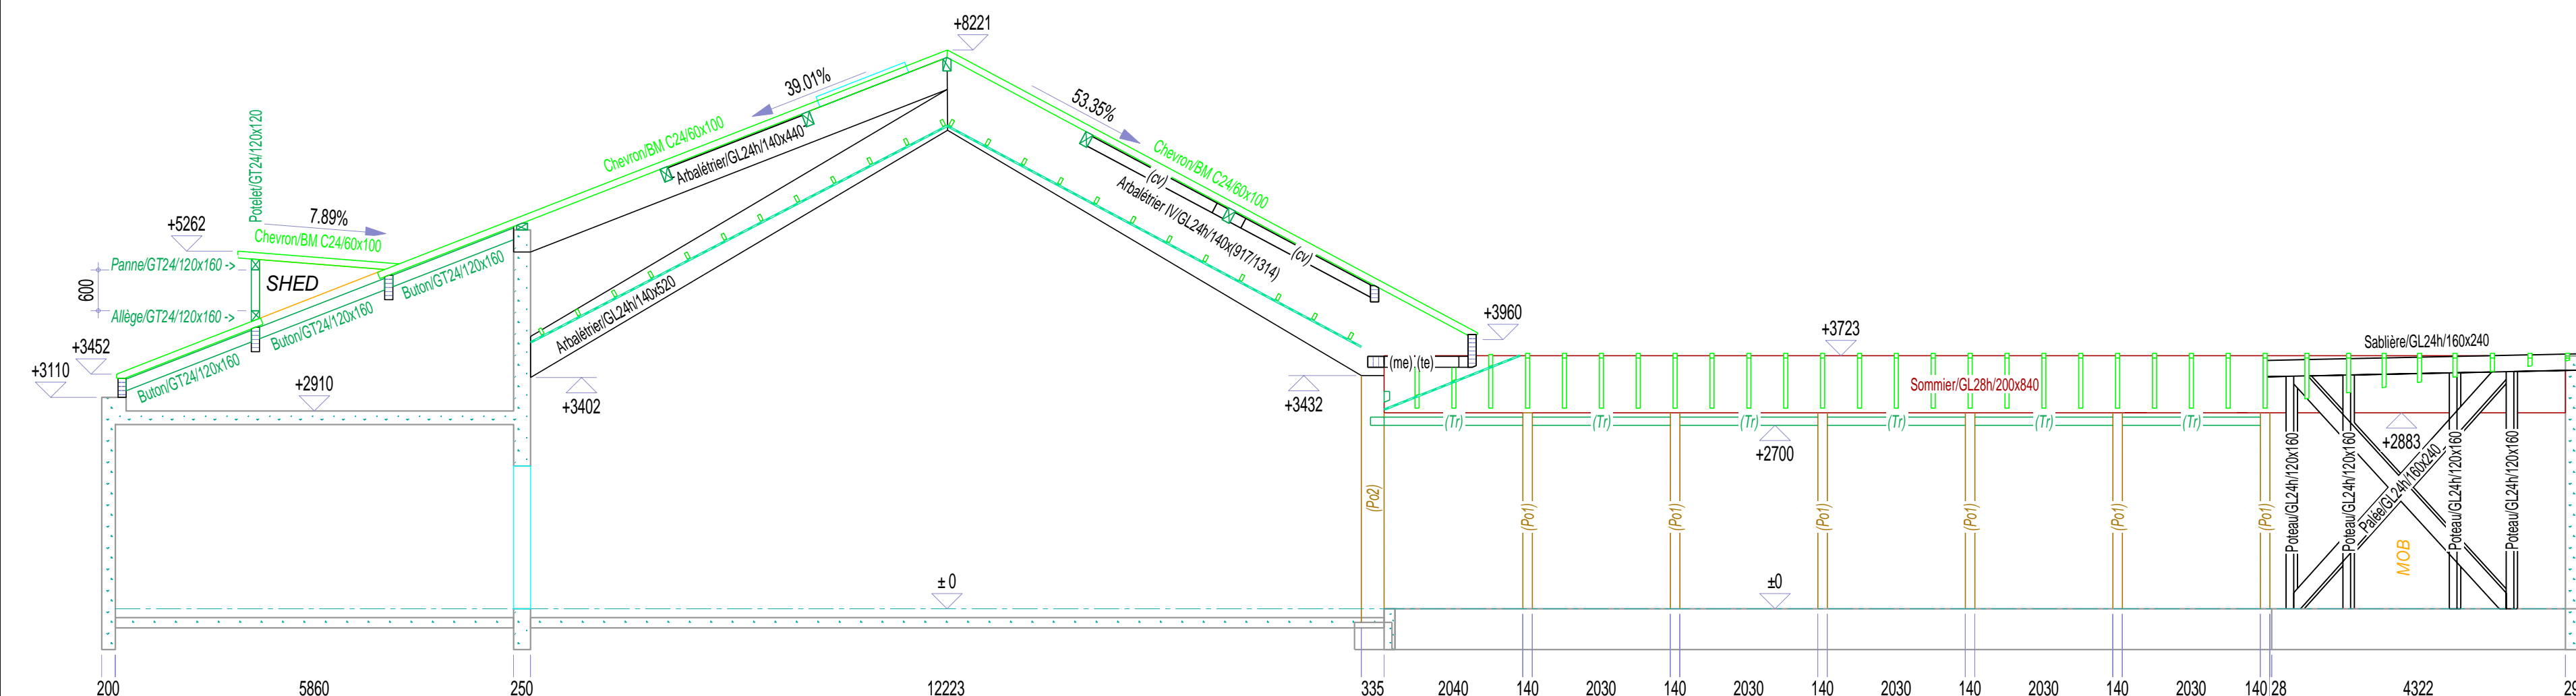 +8221
39.01%
53.35%
Chevron/BM C24/60x100
Arbalétrier/GL24h/140x440
Chevron/BM C24/60x100
(cv)
Arbalétrier IV/GL24h/140x(917/1314)
(cv)
Potelet/GT24/120x120
7.89%
+5262
Chevron/BM C24/60x100
Panne/GT24/120x160 ->
SHED
600
Buton/GT24/120x160
Allège/GT24/120x160 ->
Buton/GT24/120x160
Arbalétrier/GL24h/140x520
+3960
+3723
+3452
+3110
Buton/GT24/120x160
+2910
+3402
+3432
(me)
(te)
Sablière/GL24h/160x240
Sommier/GL28h/200x840
(Tr)
(Tr)
(Tr)
(Tr)
(Tr)
(Tr)
+2700
+2883
(Po2)
(Po1)
(Po1)
(Po1)
(Po1)
(Po1)
(Po1)
Poteau/GL24h/120x160
Poteau/GL24h/120x160
Palée/GL24h/160x240
Poteau/GL24h/120x160
Poteau/GL24h/120x160
MOB
± 0
±0
200
5860
250
12223
335
2040
140
2030
140
2030
140
2030
140
2030
140
2030
140
28
4322